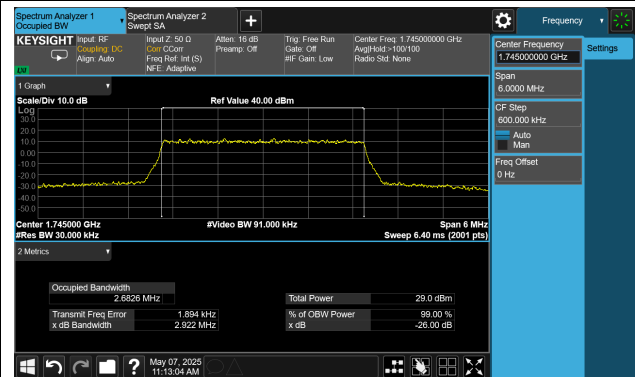 Spectrum Analyzer 1
Occupied BW
Spectrum Analyzer 2
Swept SA
Frequency
KEYSIGHT
Input: RF
Coupling: DC
Align: Auto
Input Z: 50 Ω
Corr CCorr
Freq Ref: Int (S)
NFE: Adaptive
Atten: 16 dB
Preamp: Off
Trig: Free Run
Gate: Off
#IF Gain: Low
Center Freq: 1.745000000 GHz
Avg|Hold:>100/100
Radio Std: None
Center Frequency
1.745000000 GHz
Settings
Span
6.0000 MHz
CF Step
600.000 kHz
Auto
Man
Freq Offset
0 Hz
1 Graph
Scale/Div 10.0 dB
Ref Value 40.00 dBm
Log
30.0
20.0
10.0
0.00
-10.0
-20.0
-30.0
-40.0
-50.0
Center 1.745000 GHz
#Video BW 91.000 kHz
Span 6 MHz
#Res BW 30.000 kHz
Sweep 6.40 ms (2001 pts)
2 Metrics
Occupied Bandwidth
2.6826 MHz
Total Power 29.0 dBm
Transmit Freq Error 1.894 kHz
% of OBW Power 99.00 %
x dB Bandwidth 2.922 MHz
x dB -26.00 dB
?
May 07, 2025
11:13:04 AM